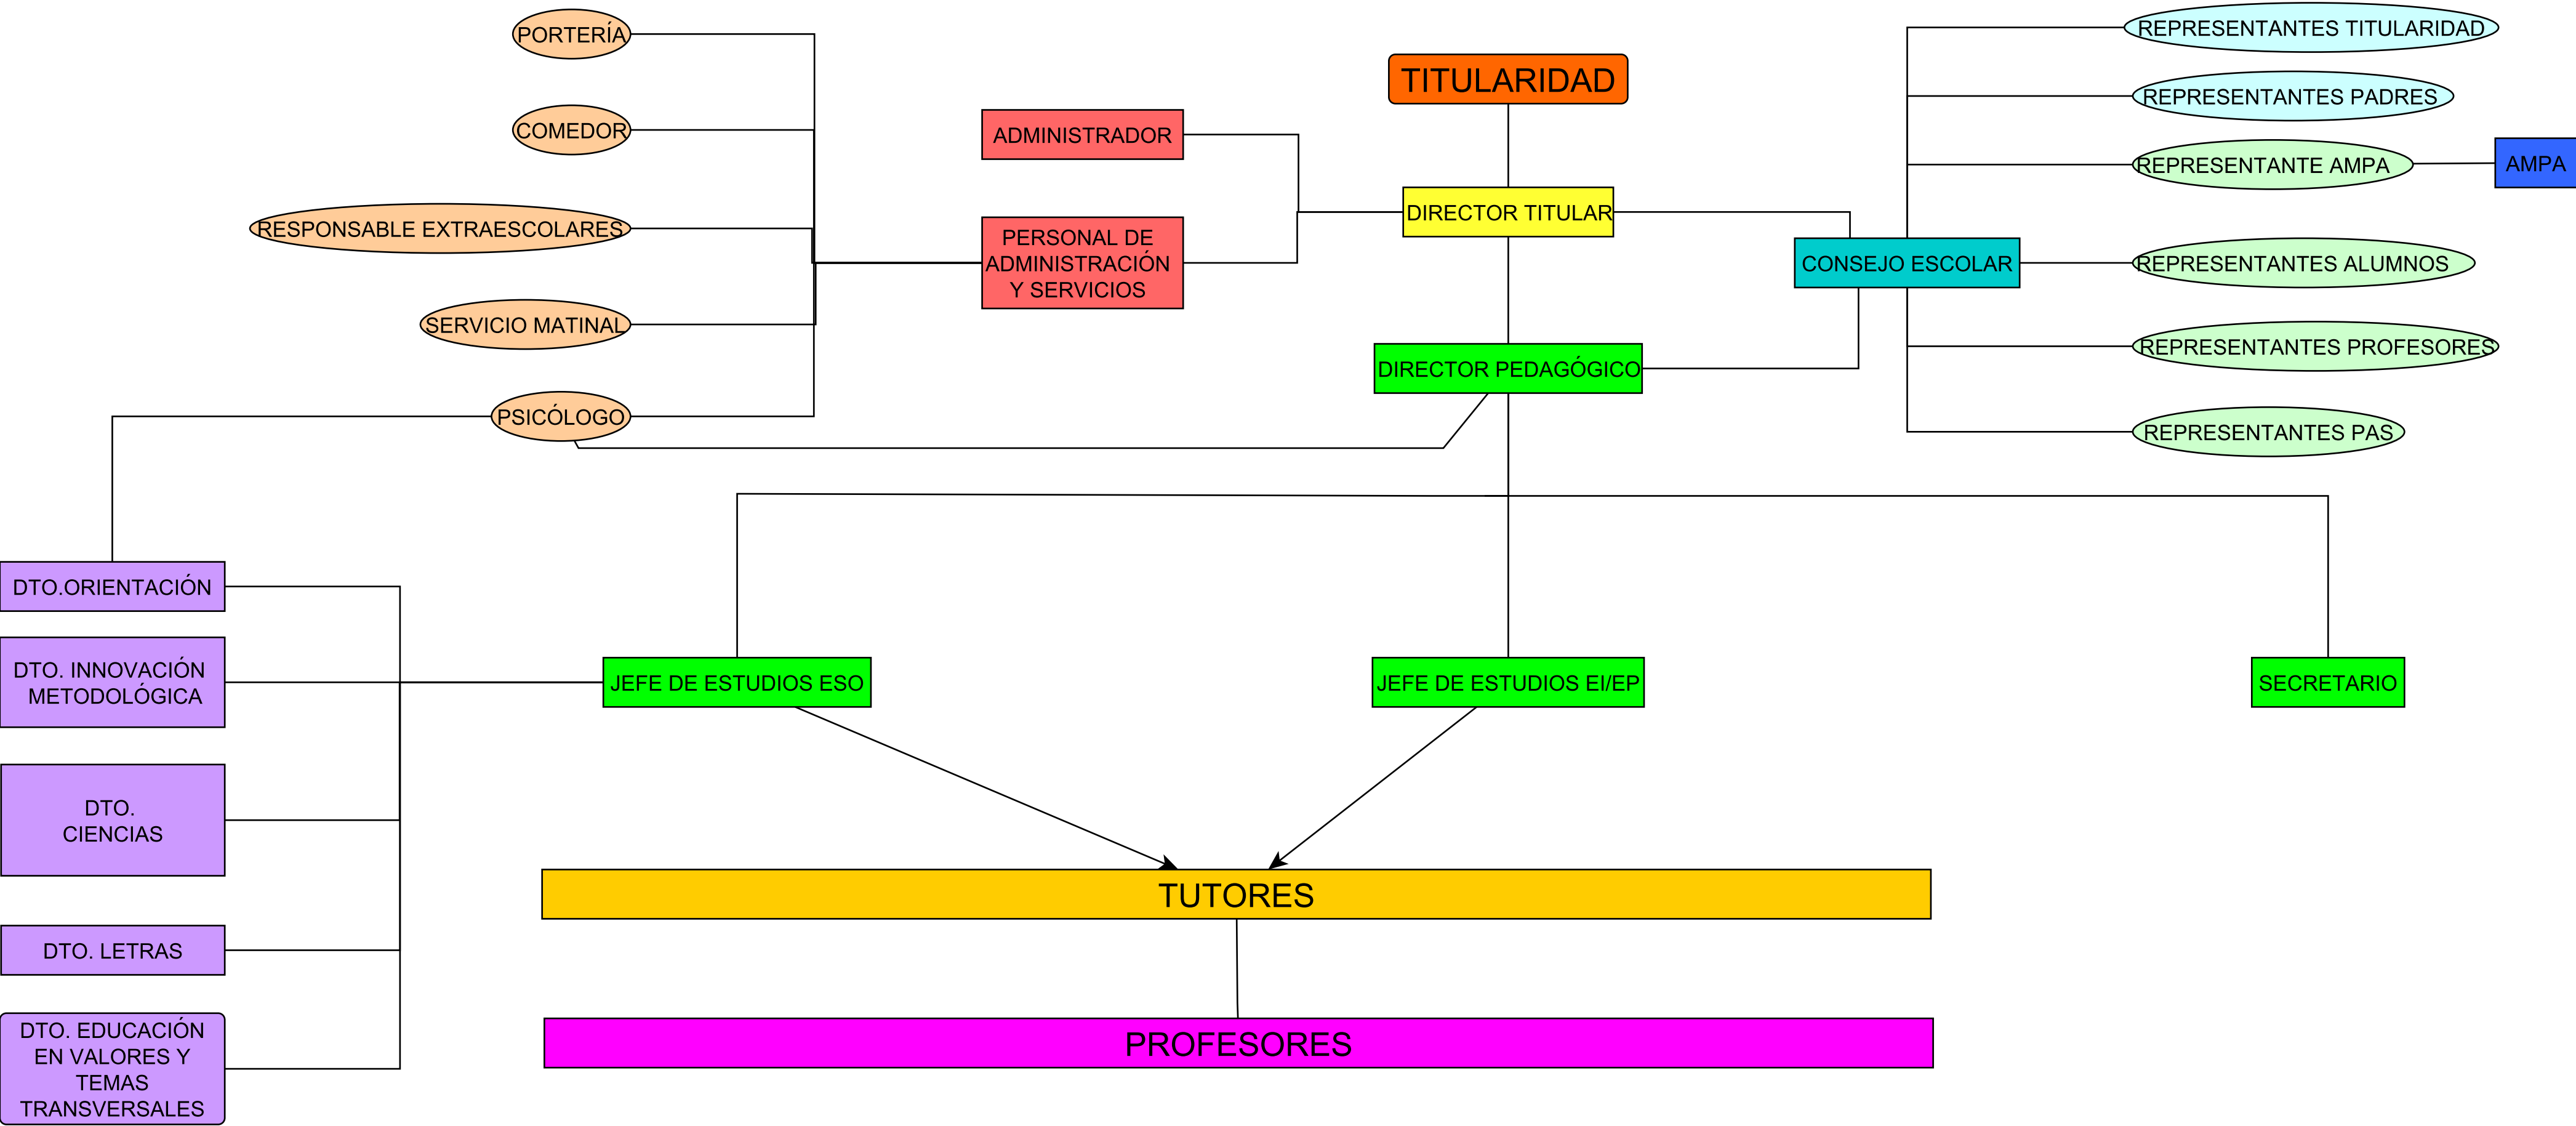 PORTERÍA
REPRESENTANTES TITULARIDAD
TITULARIDAD
REPRESENTANTES PADRES
COMEDOR
ADMINISTRADOR
REPRESENTANTE AMPA
AMPA
DIRECTOR TITULAR
RESPONSABLE EXTRAESCOLARES
PERSONAL DE
ADMINISTRACIÓN
Y SERVICIOS
CONSEJO ESCOLAR
REPRESENTANTES ALUMNOS
SERVICIO MATINAL
REPRESENTANTES PROFESORES
DIRECTOR PEDAGÓGICO
PSICÓLOGO
REPRESENTANTES PAS
DTO.ORIENTACIÓN
DTO. INNOVACIÓN
METODOLÓGICA
JEFE DE ESTUDIOS ESO
JEFE DE ESTUDIOS EI/EP
SECRETARIO
DTO.
CIENCIAS
TUTORES
DTO. LETRAS
PROFESORES
DTO. EDUCACIÓN
EN VALORES Y
TEMAS
TRANSVERSALES